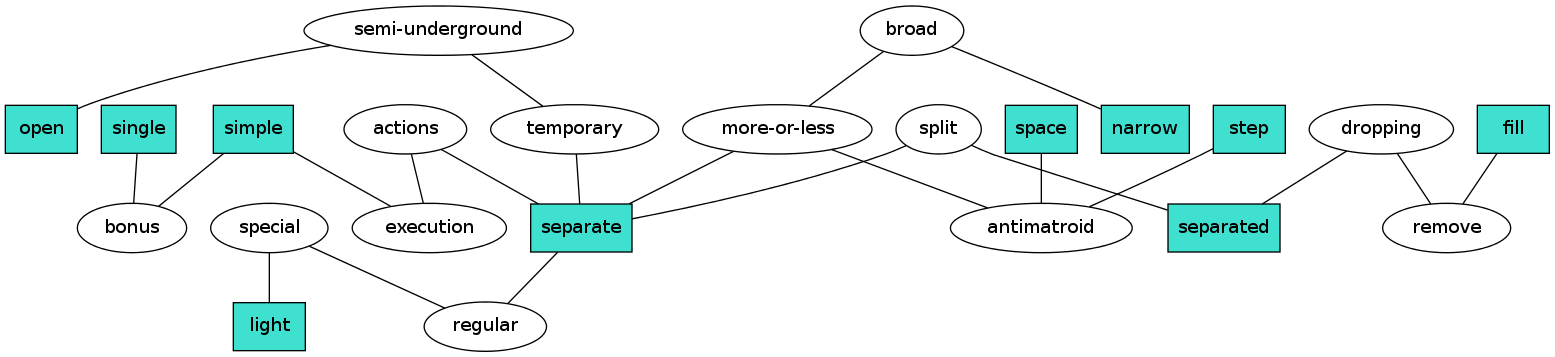 semi-underground
broad
open
single
simple
actions
temporary
more-or-less
split
space
narrow
step
dropping
fill
bonus
special
execution
separate
antimatroid
separated
remove
light
regular